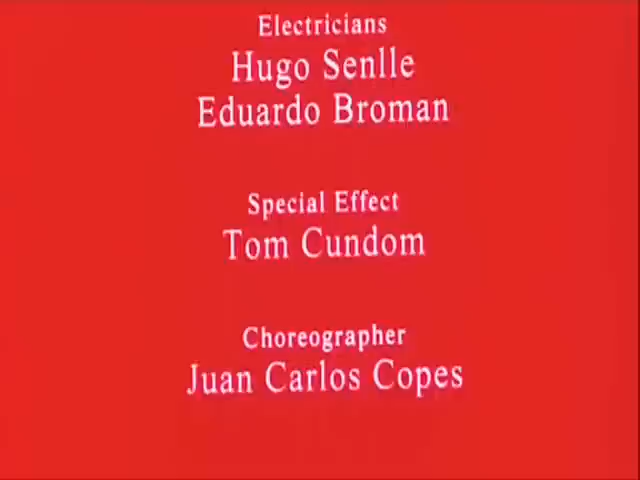 Electricians
Hugo Senlle
Eduardo Broman
Special Effect
Tom Cundom
Choreographer
Juan Carlos Copes